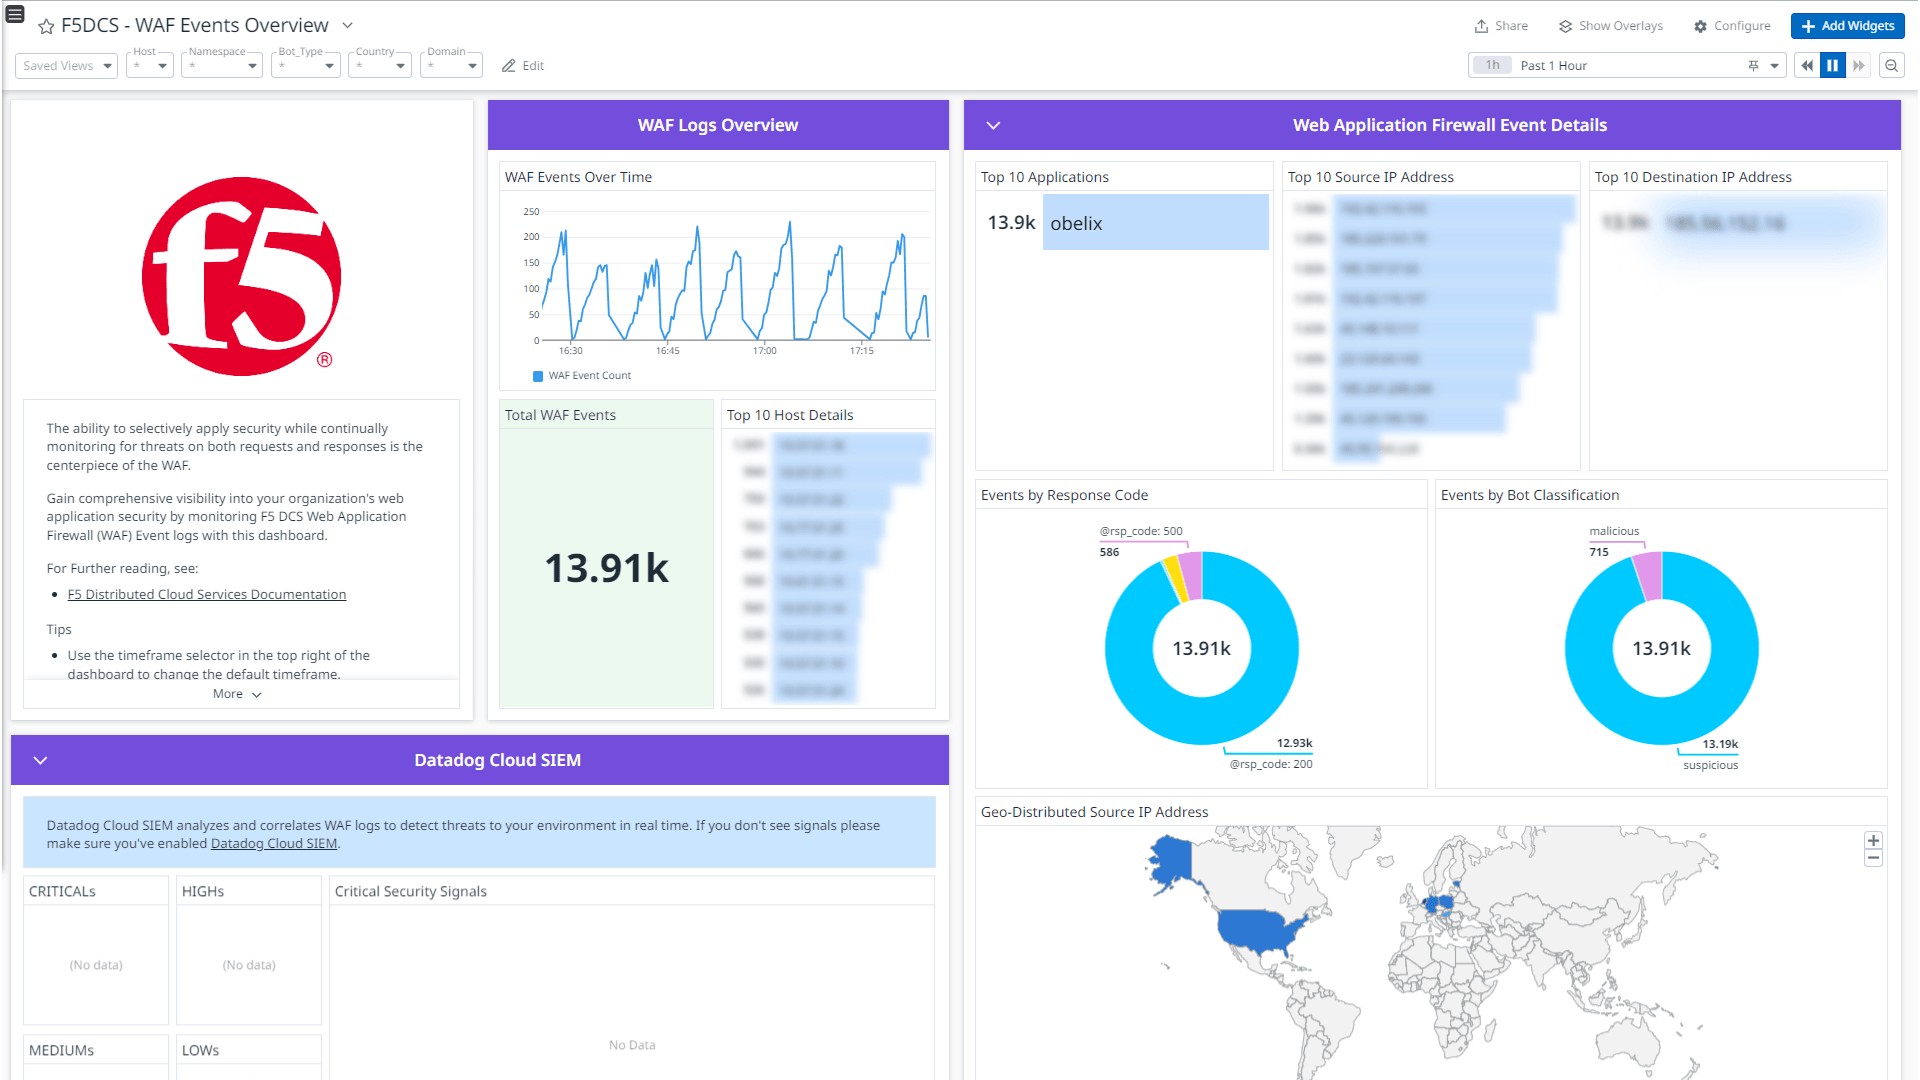 F5DCS - WAF Events Overview
Share
Show Overlays
Configure
Add Widgets
Saved Views
Host
*
Namespace
*
Bot_Type
*
Country
*
Domain
*
Edit
1h Past 1 Hour
f5
®
The ability to selectively apply security while continually
monitoring for threats on both requests and responses is the
centerpiece of the WAF.
Gain comprehensive visibility into your organization's web
application security by monitoring F5 DCS Web Application
Firewall (WAF) Event logs with this dashboard.
For Further reading, see:
• F5 Distributed Cloud Services Documentation
Tips
• Use the timeframe selector in the top right of the
dashboard to change the default timeframe.
More
WAF Logs Overview
WAF Events Over Time
250
200
150
100
50
0
16:30 16:45 17:00 17:15
WAF Event Count
Total WAF Events
13.91k
Top 10 Host Details
Web Application Firewall Event Details
Top 10 Applications
13.9k obelix
Top 10 Source IP Address
Top 10 Destination IP Address
Events by Response Code
@rsp_code: 500
586
13.91k
12.93k
@rsp_code: 200
Events by Bot Classification
malicious
715
13.91k
13.19k
suspicious
Geo-Distributed Source IP Address
+
−
Datadog Cloud SIEM
Datadog Cloud SIEM analyzes and correlates WAF logs to detect threats to your environment in real time. If you don't see signals please
make sure you've enabled Datadog Cloud SIEM.
CRITICALs
(No data)
HIGHs
(No data)
Critical Security Signals
No Data
MEDIUMs
LOWs